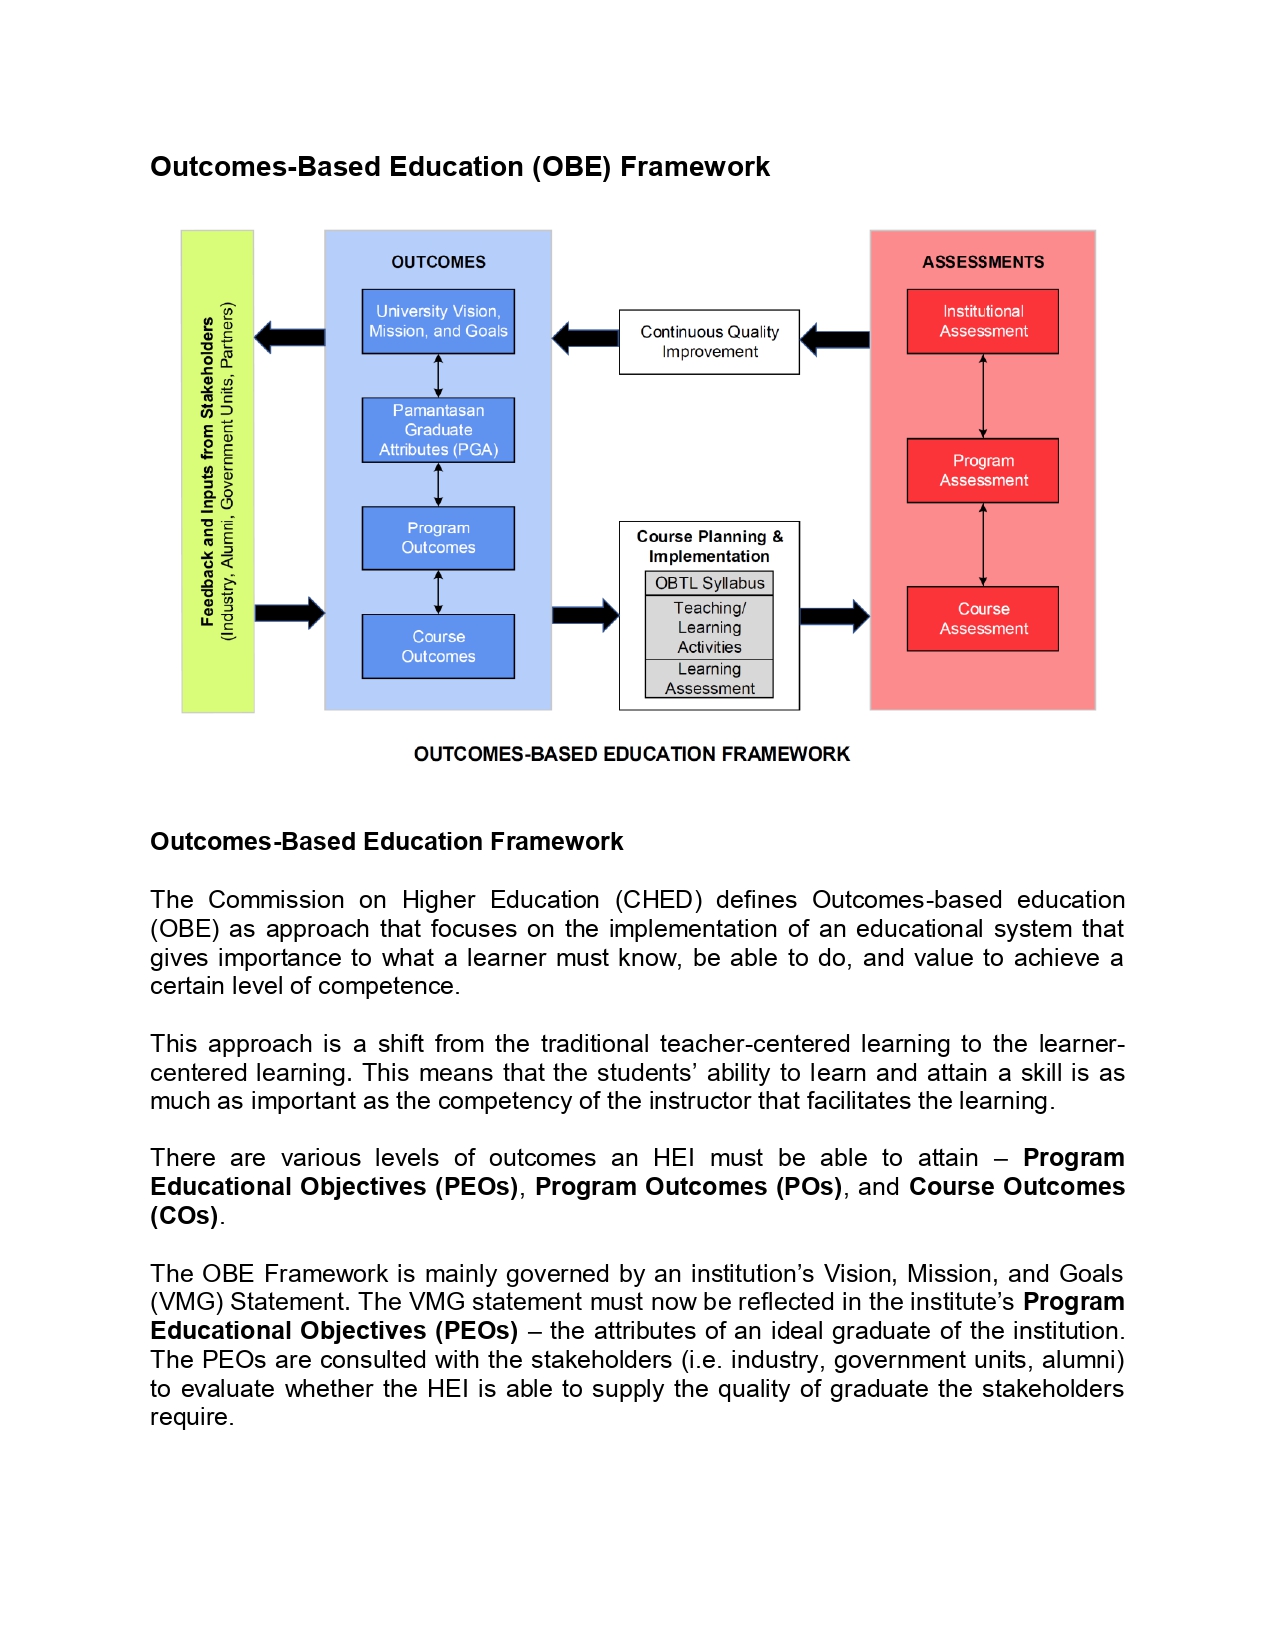 Outcomes-Based Education (OBE) Framework
Feedback and Inputs from Stakeholders
(Industry, Alumni, Government Units, Partners)
OUTCOMES
University Vision,
Mission, and Goals
Pamantasan
Graduate
Attributes (PGA)
Program
Outcomes
Course
Outcomes
Continuous Quality
Improvement
Course Planning &
Implementation
OBTL Syllabus
Teaching/
Learning
Activities
Learning
Assessment
ASSESSMENTS
Institutional
Assessment
Program
Assessment
Course
Assessment
OUTCOMES-BASED EDUCATION FRAMEWORK
Outcomes-Based Education Framework
The Commission on Higher Education (CHED) defines Outcomes-based education
(OBE) as approach that focuses on the implementation of an educational system that
gives importance to what a learner must know, be able to do, and value to achieve a
certain level of competence.
This approach is a shift from the traditional teacher-centered learning to the learner-
centered learning. This means that the students’ ability to learn and attain a skill is as
much as important as the competency of the instructor that facilitates the learning.
There are various levels of outcomes an HEI must be able to attain – Program
Educational Objectives (PEOs), Program Outcomes (POs), and Course Outcomes
(COs).
The OBE Framework is mainly governed by an institution’s Vision, Mission, and Goals
(VMG) Statement. The VMG statement must now be reflected in the institute’s Program
Educational Objectives (PEOs) – the attributes of an ideal graduate of the institution.
The PEOs are consulted with the stakeholders (i.e. industry, government units, alumni)
to evaluate whether the HEI is able to supply the quality of graduate the stakeholders
require.